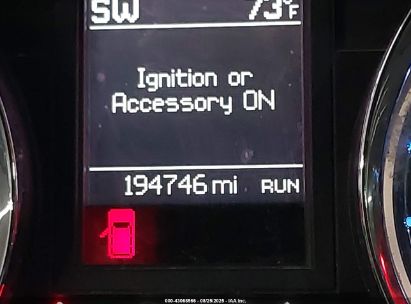 SW 73°F
Ignition or
Accessory ON
194746 mi RUN